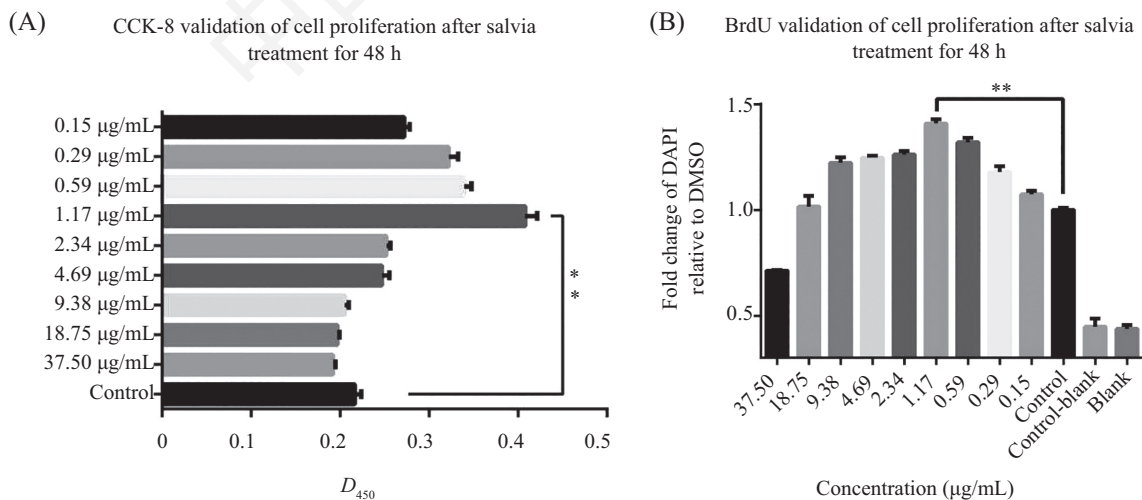 (A)
CCK-8 validation of cell proliferation after salvia
treatment for 48 h
0.15 μg/mL
0.29 μg/mL
0.59 μg/mL
1.17 μg/mL
2.34 μg/mL
4.69 μg/mL
9.38 μg/mL
18.75 μg/mL
37.50 μg/mL
Control
**
0 0.1 0.2 0.3 0.4 0.5
D450
(B)
BrdU validation of cell proliferation after salvia
treatment for 48 h
**
Fold change of DAPI
relative to DMSO
1.5
1.0
0.5
37.50 18.75 9.38 4.69 2.34 1.17 0.59 0.29 0.15 Control Control-blank Blank
Concentration (μg/mL)